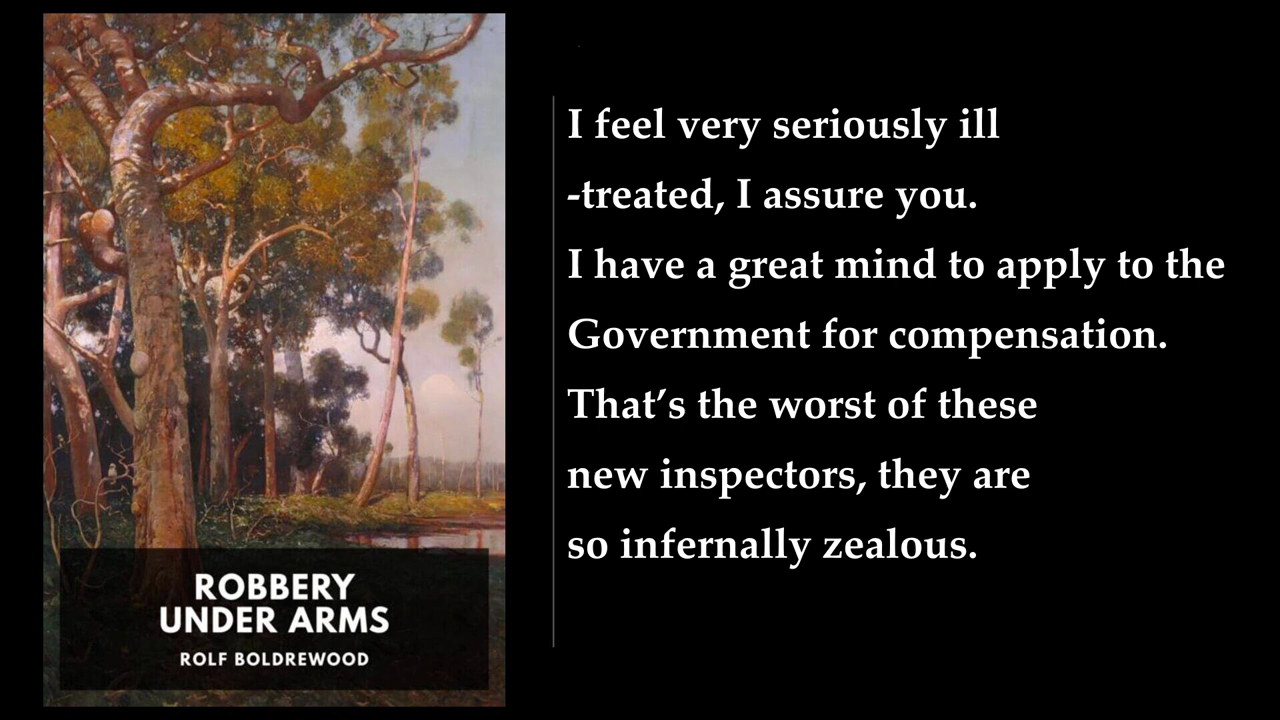 ROBBERY
UNDER ARMS
ROLF BOLDREWOOD
I feel very seriously ill
-treated, I assure you.
I have a great mind to apply to the
Government for compensation.
That’s the worst of these
new inspectors, they are
so infernally zealous.